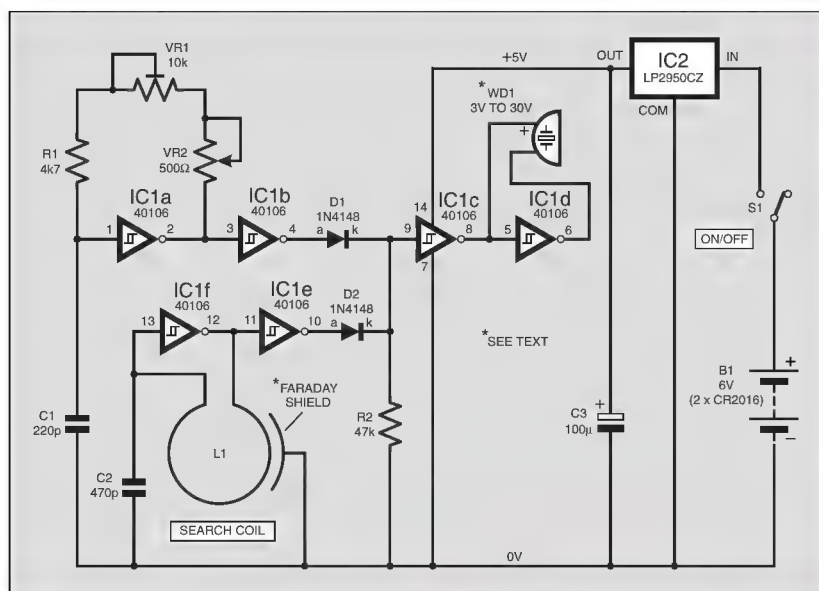 VR1
10k
R1
4k7
VR2
500Ω
IC1a
40106
1
2
IC1b
40106
3
4
D1
1N4148
a
k
IC1c
40106
14
9
8
7
IC1d
40106
5
6
*WD1
3V TO 30V
+
+5V
OUT
IC2
LP2950CZ
IN
COM
S1
ON/OFF
IC1f
40106
13
12
IC1e
40106
11
10
D2
1N4148
a
k
*SEE TEXT
*FARADAY
SHIELD
C1
220p
C2
470p
L1
SEARCH COIL
R2
47k
+
C3
100μ
B1
6V
(2 x CR2016)
+
−
0V